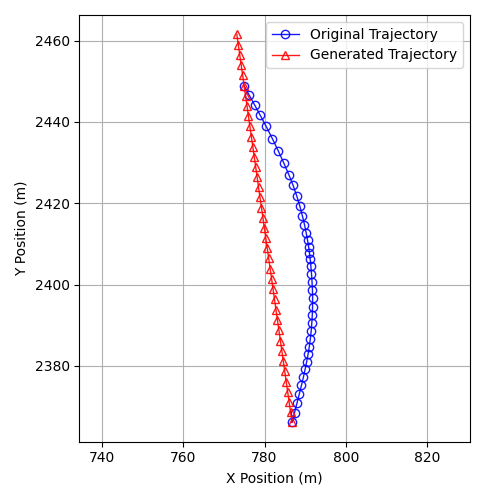 Original Trajectory
Generated Trajectory
Y Position (m)
2460
2440
2420
2400
2380
740
760
780
800
820
X Position (m)